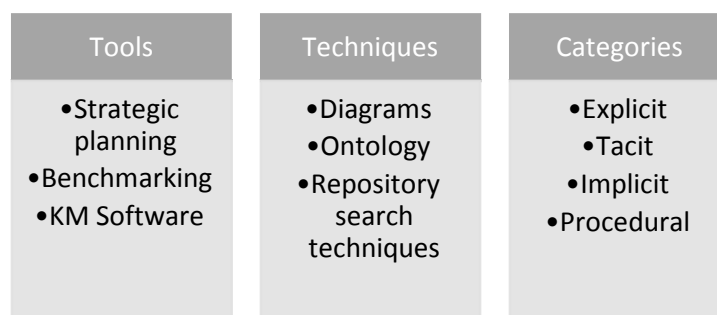 Tools
•Strategic
planning
•Benchmarking
•KM Software
Techniques
•Diagrams
•Ontology
•Repository
search
techniques
Categories
•Explicit
•Tacit
•Implicit
•Procedural